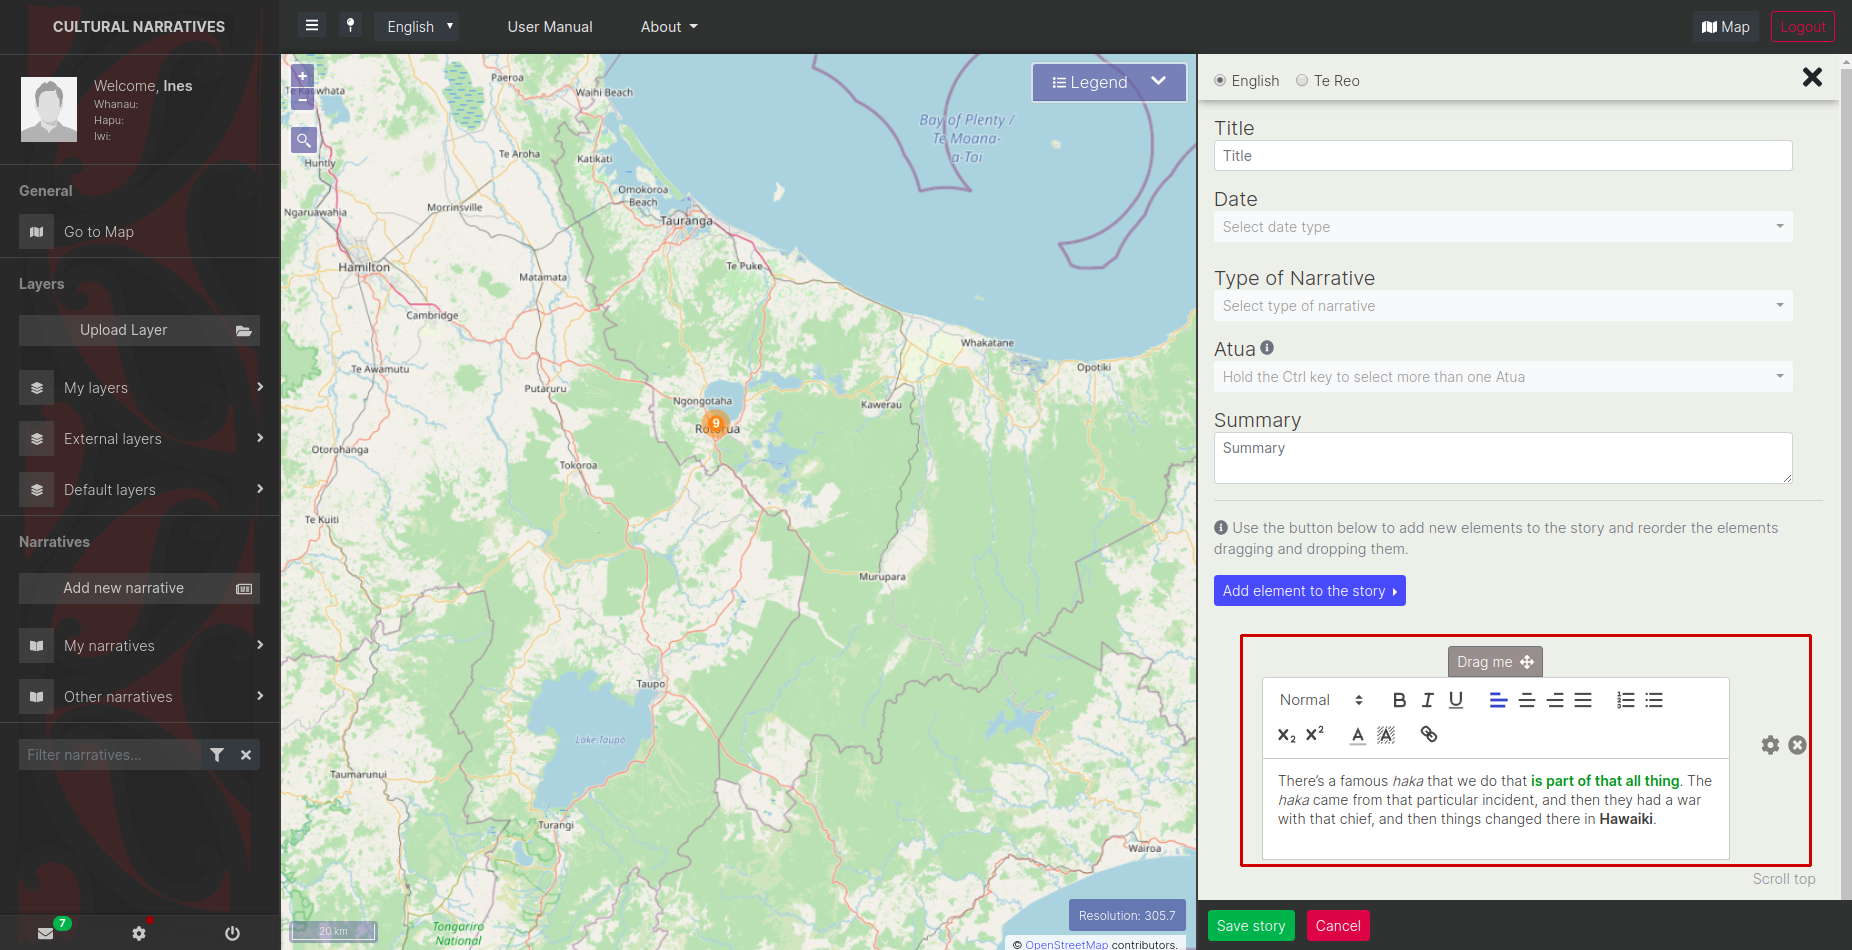 CULTURAL NARRATIVES
English
User Manual
About
Map
Logout
Welcome, Ines
Whanau:
Hapu:
Iwi:
General
Go to Map
Layers
Upload Layer
My layers
External layers
Default layers
Narratives
Add new narrative
My narratives
Other narratives
Filter narratives...
7
+
−
Legend
Paeroa
Te Kauwhata
Waihi Beach
Bay of Plenty /
Te Moana-
a-Toi
Huntly
Te Aroha
Katikati
Omokoroa
Beach
Ngaruawahia
Morrinsville
Tauranga
Hamilton
Te Puke
Matamata
Cambridge
Whakatane
Te Awamutu
Opotiki
Putaruru
Ngongotaha
Kawerau
9
Rotorua
Otorohanga
Tokoroa
Te Kuiti
Murupara
Taupo
Lake Taupō
Taumarunui
Turangi
Wairoa
Tongariro
National
20 km
Resolution: 305.7
© OpenStreetMap contributors.
English
Te Reo
Title
Title
Date
Select date type
Type of Narrative
Select type of narrative
Atua
Hold the Ctrl key to select more than one Atua
Summary
Summary
Use the button below to add new elements to the story and reorder the elements
dragging and dropping them.
Add element to the story
Drag me
Normal
B I U
X2 X2 A A
There's a famous haka that we do that is part of that all thing. The
haka came from that particular incident, and then they had a war
with that chief, and then things changed there in Hawaiki.
Scroll top
Save story
Cancel